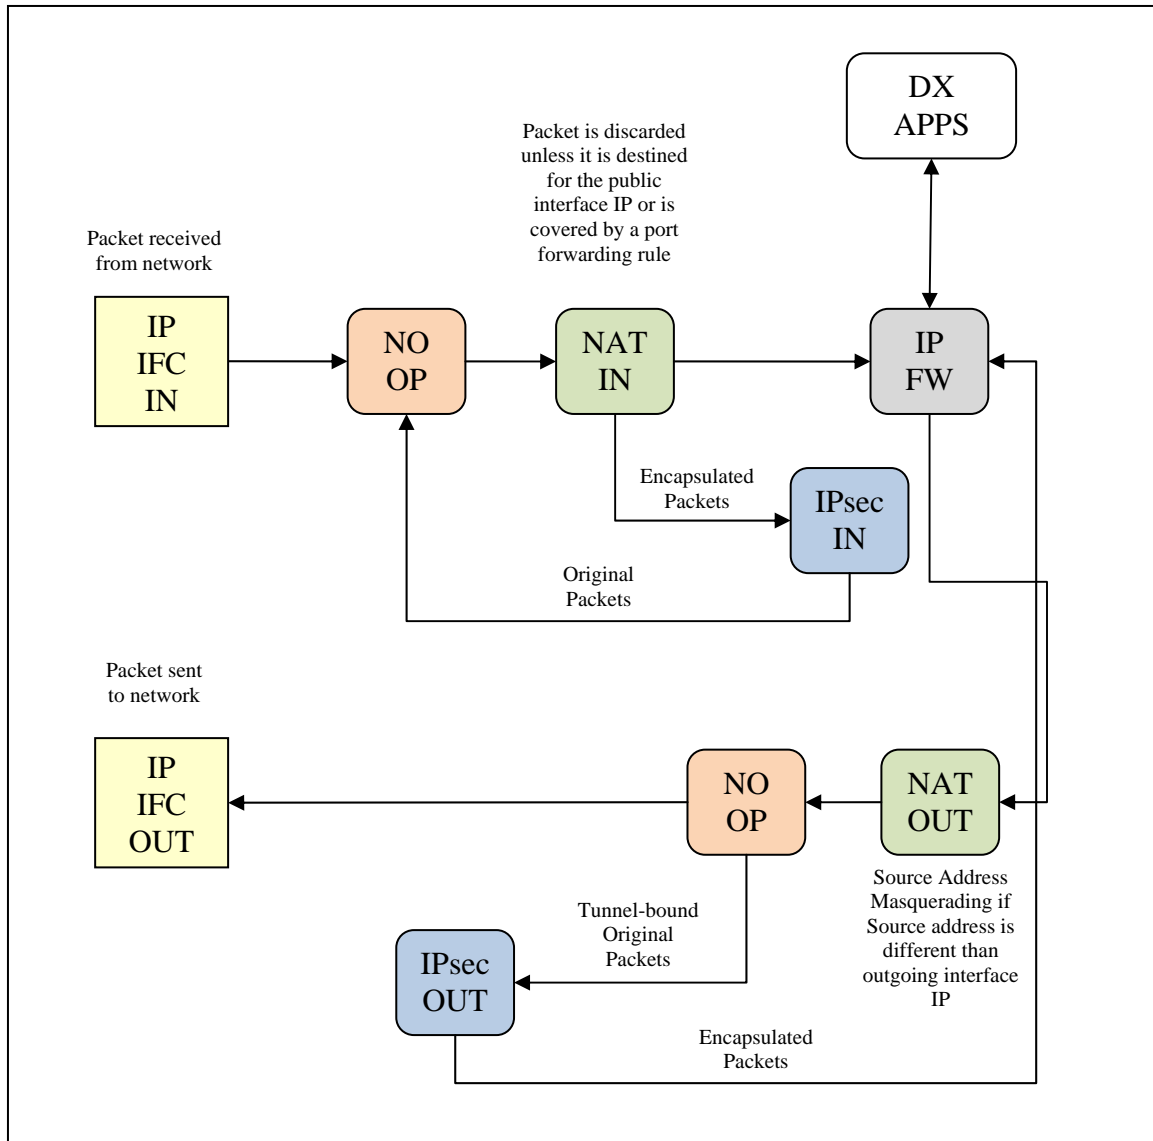 DX
APPS
Packet is discarded
unless it is destined
for the public
interface IP or is
covered by a port
forwarding rule
Packet received
from network
IP
IFC
IN
NO
OP
NAT
IN
IP
FW
Encapsulated
Packets
IPsec
IN
Original
Packets
Packet sent
to network
IP
IFC
OUT
NO
OP
NAT
OUT
Source Address
Masquerading if
Source address is
different than
outgoing interface
IP
Tunnel-bound
Original
Packets
IPsec
OUT
Encapsulated
Packets